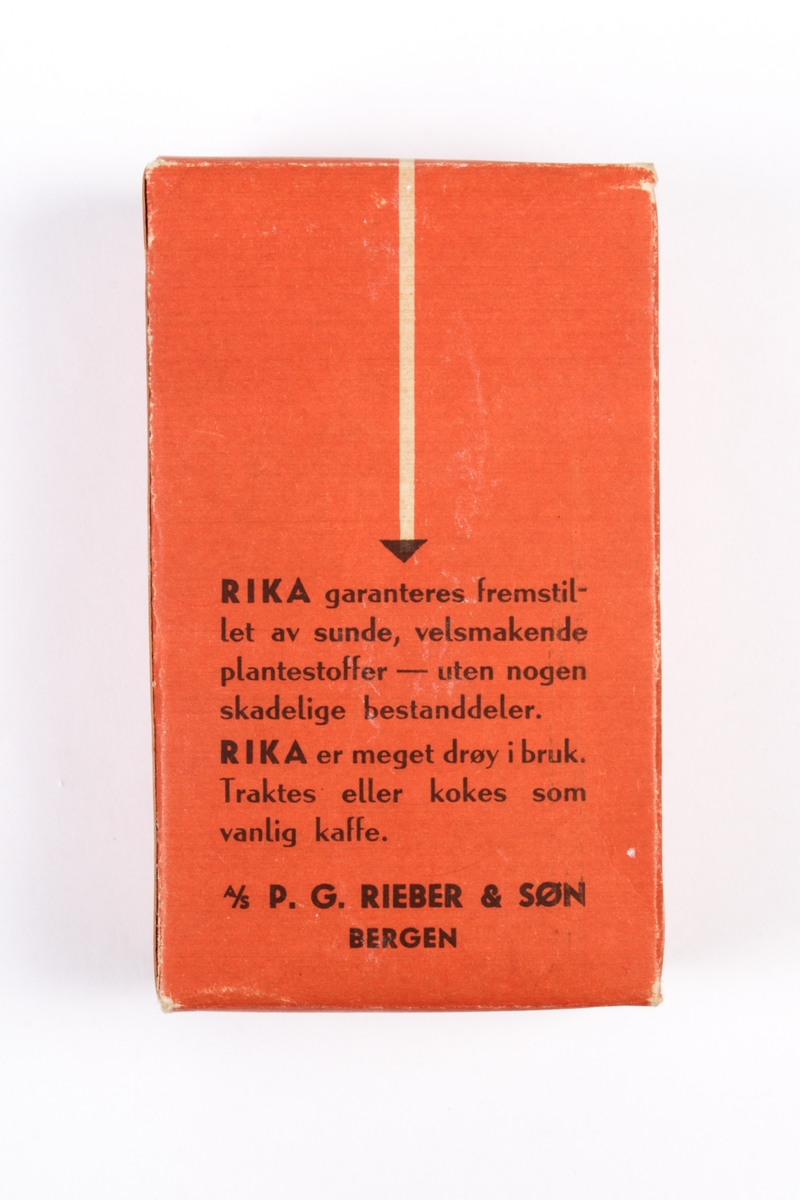 RIKA garanteres fremstil-
let av sunde, velsmakende
plantestoffer — uten nogen
skadelige bestanddeler.
RIKA er meget drøy i bruk.
Traktes eller kokes som
vanlig kaffe.
A/S P. G. RIEBER & SØN
BERGEN